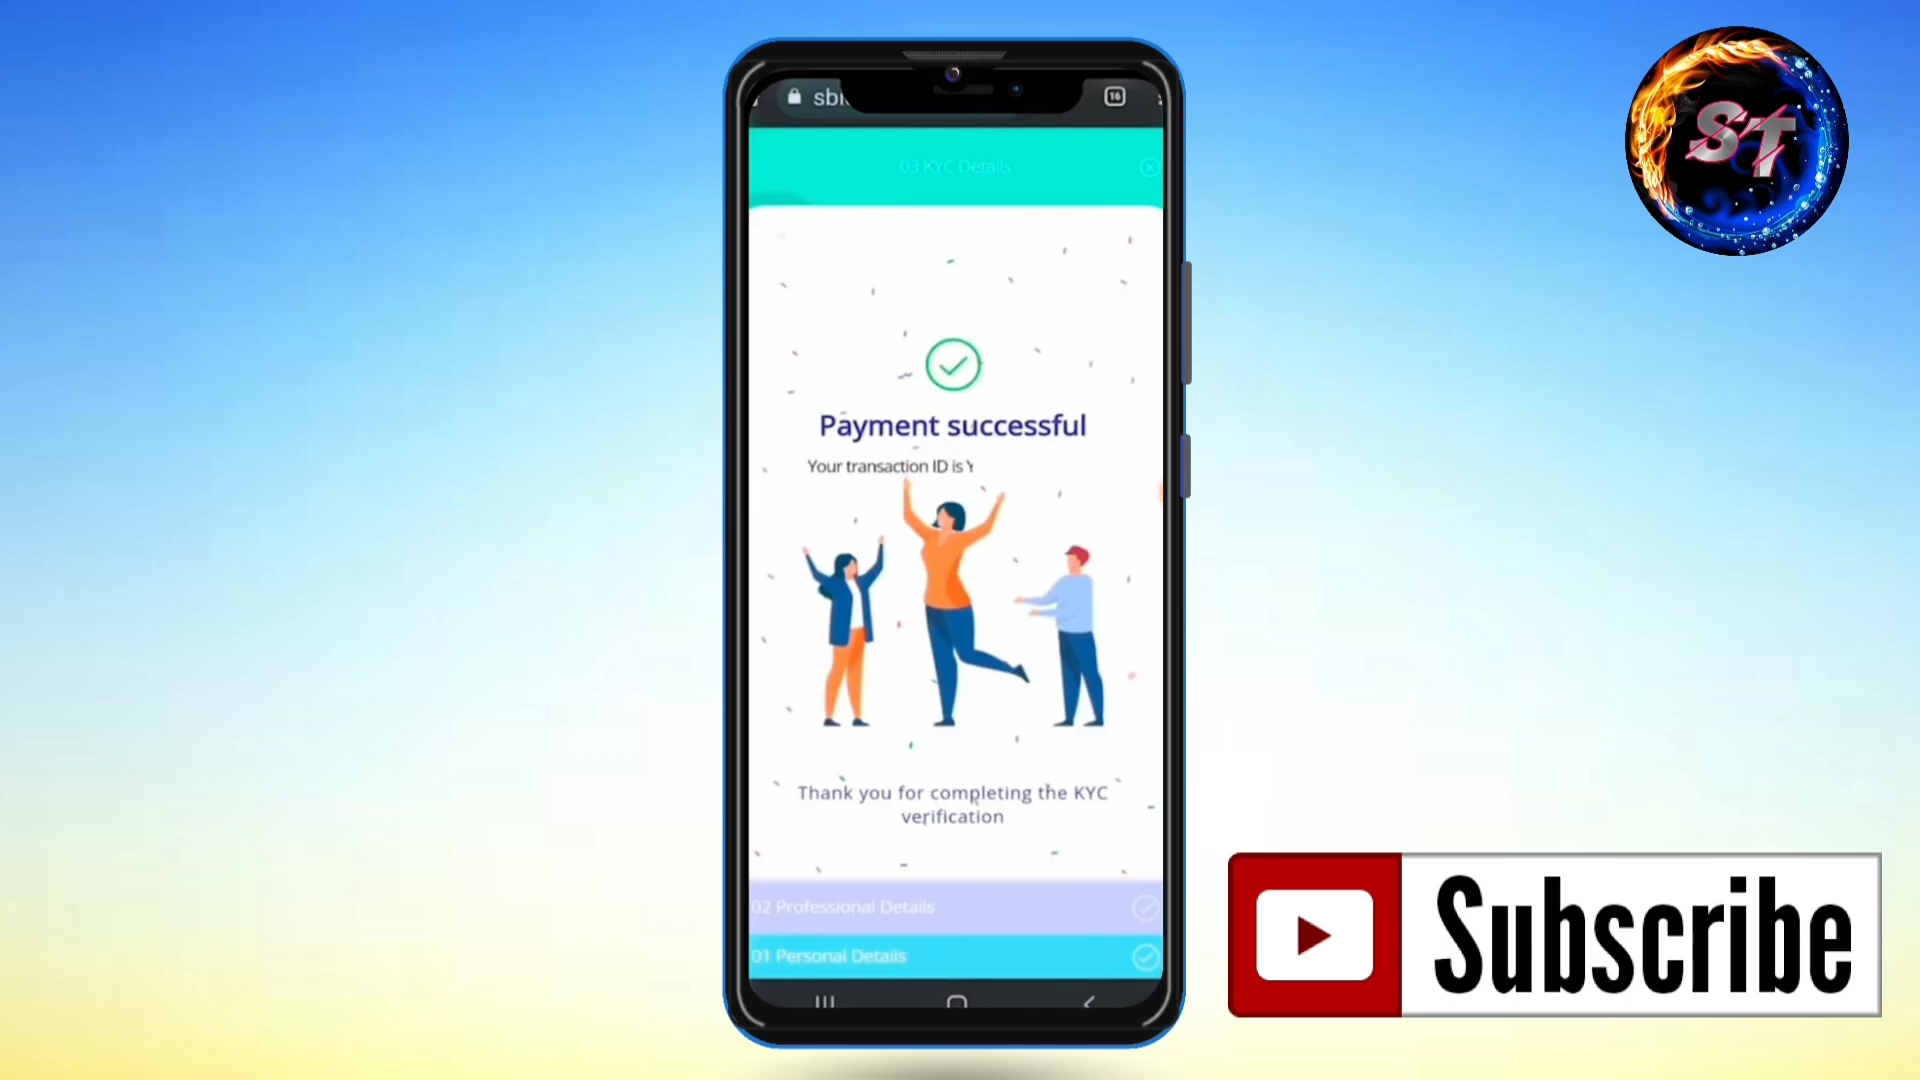 sbi
16
03 KYC Details
Payment successful
Your transaction ID is Y
Thank you for completing the KYC
verification
02 Professional Details
01 Personal Details
ST
Subscribe